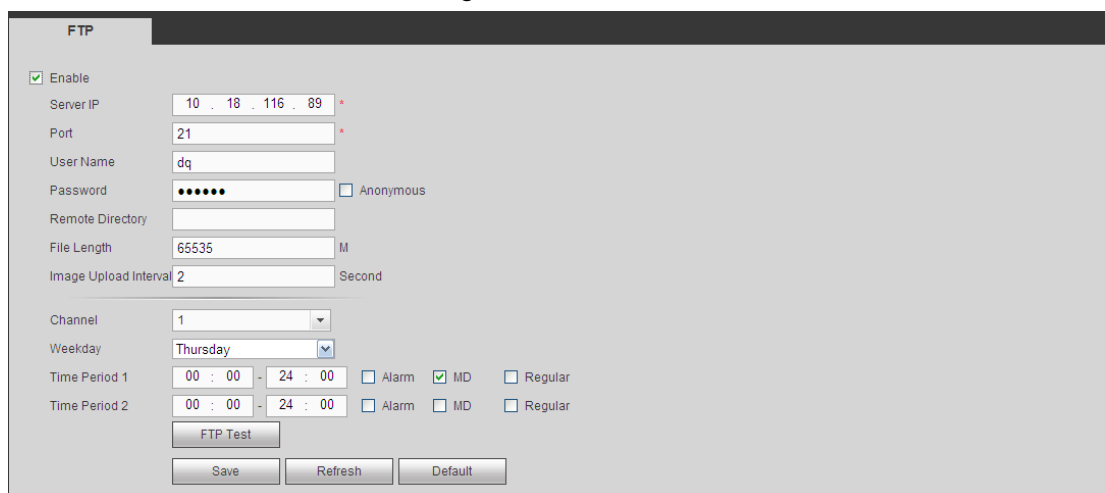 FTP
Enable
Server IP 10 . 18 . 116 . 89 *
Port 21 *
User Name dq
Password ●●●●●● Anonymous
Remote Directory
File Length 65535 M
Image Upload Interval 2 Second
Channel 1
Weekday Thursday
Time Period 1 00 : 00 - 24 : 00 Alarm MD Regular
Time Period 2 00 : 00 - 24 : 00 Alarm MD Regular
FTP Test
Save Refresh Default